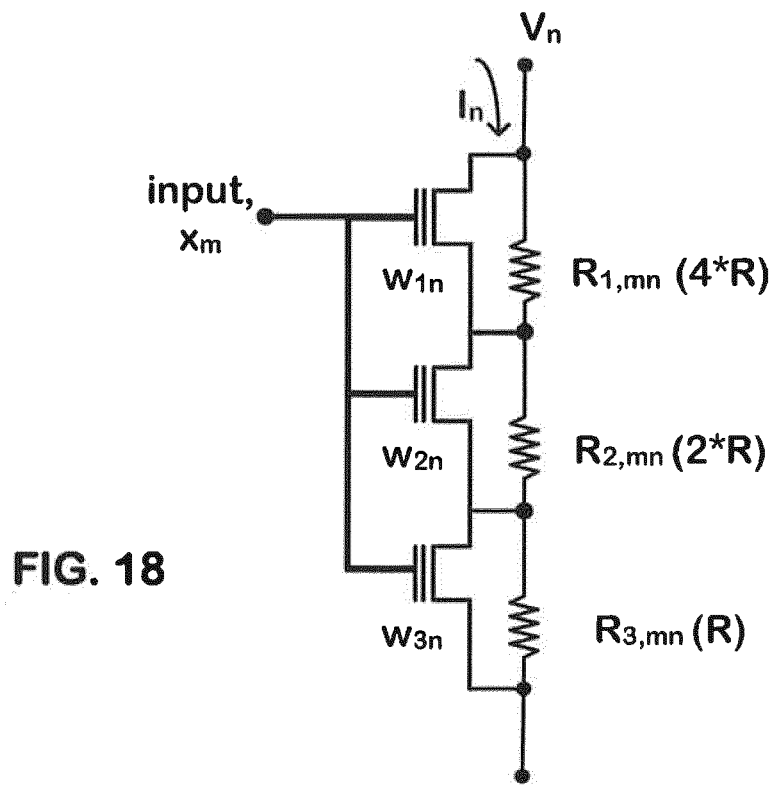 Vn
In
input,
xm
w1n
R1,mn (4*R)
w2n
R2,mn (2*R)
FIG. 18
w3n
R3,mn (R)